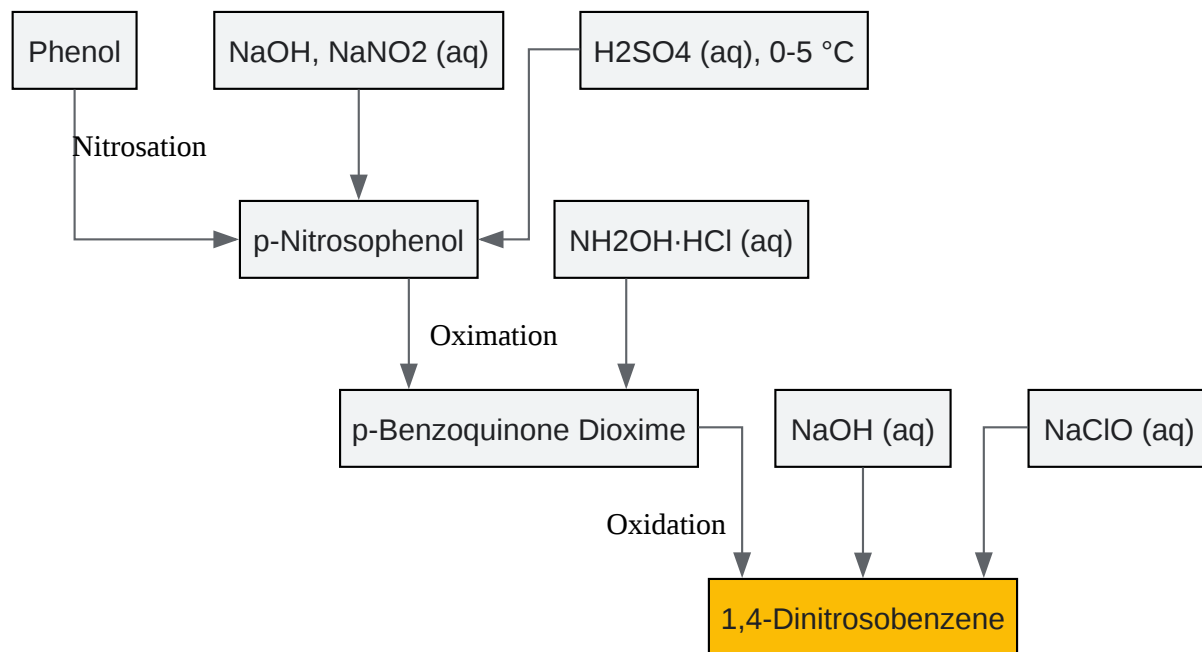 Phenol
NaOH, NaNO2 (aq)
H2SO4 (aq), 0-5 °C
Nitrosation
p-Nitrosophenol
NH2OH·HCl (aq)
Oximation
p-Benzoquinone Dioxime
NaOH (aq)
NaClO (aq)
Oxidation
1,4-Dinitrosobenzene